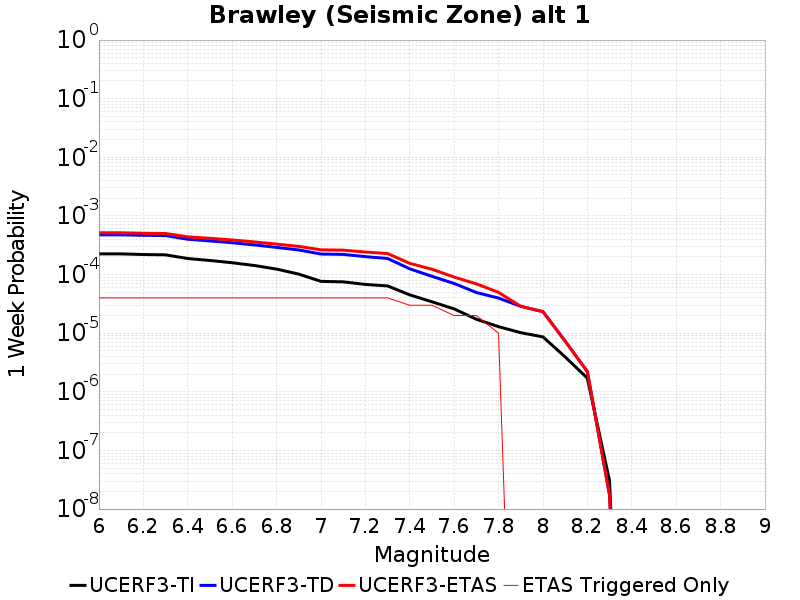 Brawley (Seismic Zone) alt 1
10^0
10^-1
10^-2
10^-3
10^-4
10^-5
10^-6
10^-7
10^-8
1 Week Probability
6 6.2 6.4 6.6 6.8 7 7.2 7.4 7.6 7.8 8 8.2 8.4 8.6 8.8 9
Magnitude
UCERF3-TI UCERF3-TD UCERF3-ETAS ETAS Triggered Only